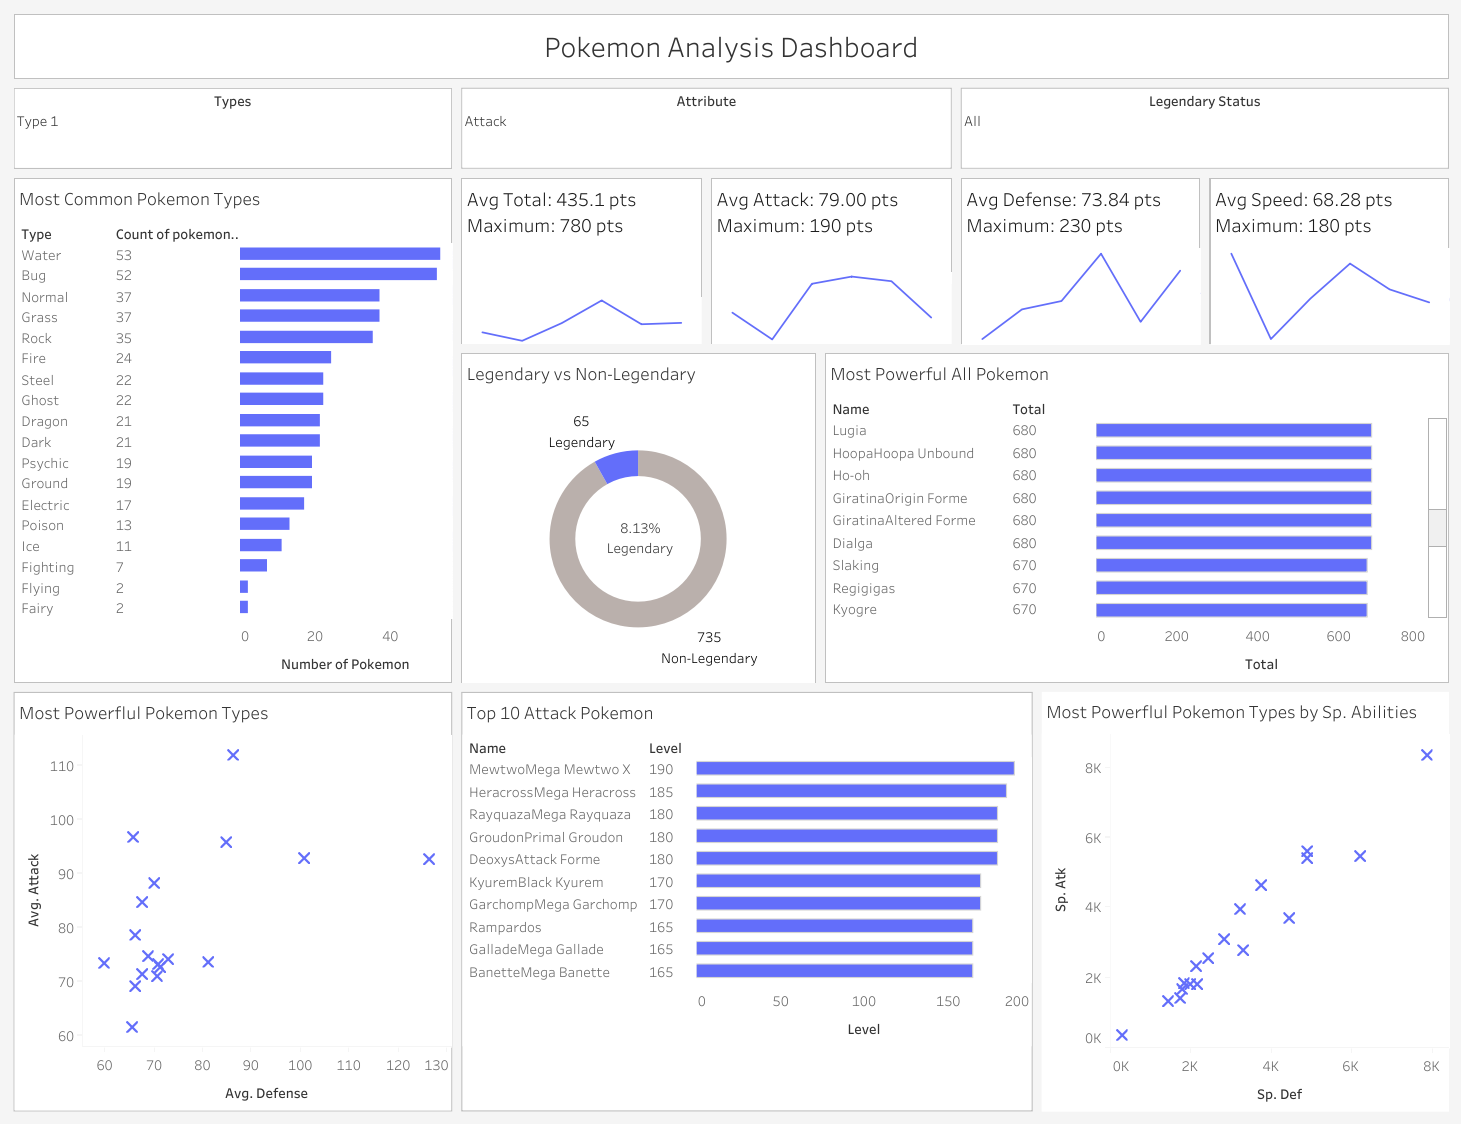 Pokemon Analysis Dashboard
Types
Type 1
Attribute
Attack
Legendary Status
All
Most Common Pokemon Types
Type Count of pokemon..
Water 53
Bug 52
Normal 37
Grass 37
Rock 35
Fire 24
Steel 22
Ghost 22
Dragon 21
Dark 21
Psychic 19
Ground 19
Electric 17
Poison 13
Ice 11
Fighting 7
Flying 2
Fairy 2
0 20 40
Number of Pokemon
Avg Total: 435.1 pts
Maximum: 780 pts
Avg Attack: 79.00 pts
Maximum: 190 pts
Avg Defense: 73.84 pts
Maximum: 230 pts
Avg Speed: 68.28 pts
Maximum: 180 pts
Legendary vs Non-Legendary
65
Legendary
8.13%
Legendary
735
Non-Legendary
Most Powerful All Pokemon
Name Total
Lugia 680
HoopaHoopa Unbound 680
Ho-oh 680
GiratinaOrigin Forme 680
GiratinaAltered Forme 680
Dialga 680
Slaking 670
Regigigas 670
Kyogre 670
0 200 400 600 800
Total
Most Powerflul Pokemon Types
110
100
90
80
70
60
Avg. Attack
60 70 80 90 100 110 120 130
Avg. Defense
Top 10 Attack Pokemon
Name Level
MewtwoMega Mewtwo X 190
HeracrossMega Heracross 185
RayquazaMega Rayquaza 180
GroudonPrimal Groudon 180
DeoxysAttack Forme 180
KyuremBlack Kyurem 170
GarchompMega Garchomp 170
Rampardos 165
GalladeMega Gallade 165
BanetteMega Banette 165
0 50 100 150 200
Level
Most Powerflul Pokemon Types by Sp. Abilities
8K
6K
4K
2K
0K
Sp. Atk
0K 2K 4K 6K 8K
Sp. Def